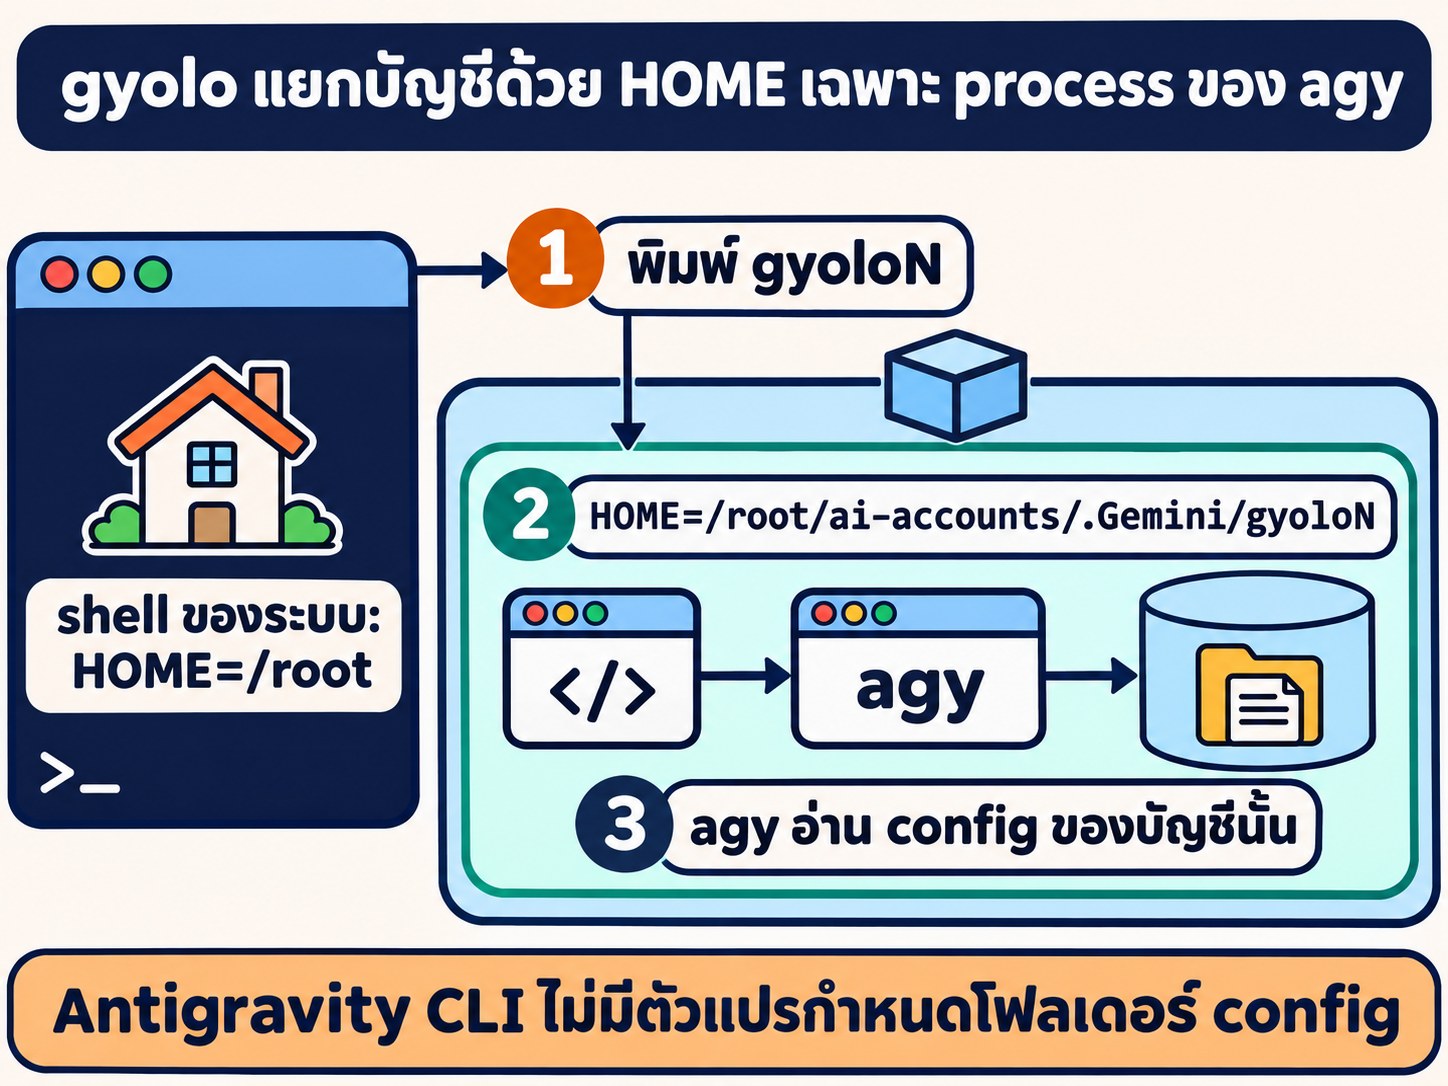 gyolo แยกบัญชีด้วย HOME เฉพาะ process ของ agy
1
พิมพ์ gyoloN
2
HOME=/root/ai-accounts/.Gemini/gyoloN
shell ของระบบ:
HOME=/root
</>
agy
>_
3
agy อ่าน config ของบัญชีนั้น
Antigravity CLI ไม่มีตัวแปรกำหนดโฟลเดอร์ config